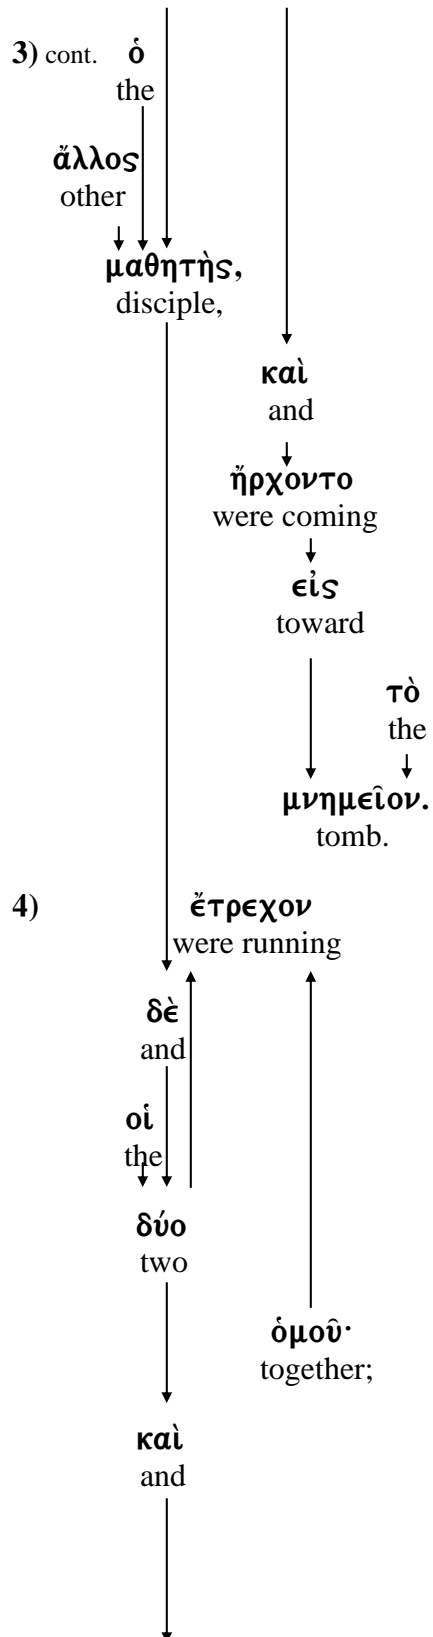 3) cont. ὁ
the
ἄλλος
other
μαθητὴς,
disciple,
καὶ
and
ἤρχοντο
were coming
εἰς
toward
τὸ
the
μνημεῖον.
tomb.
4) ἔτρεχον
were running
δὲ
and
οἱ
the
δύο
two
ὁμοῦ·
together;
καὶ
and